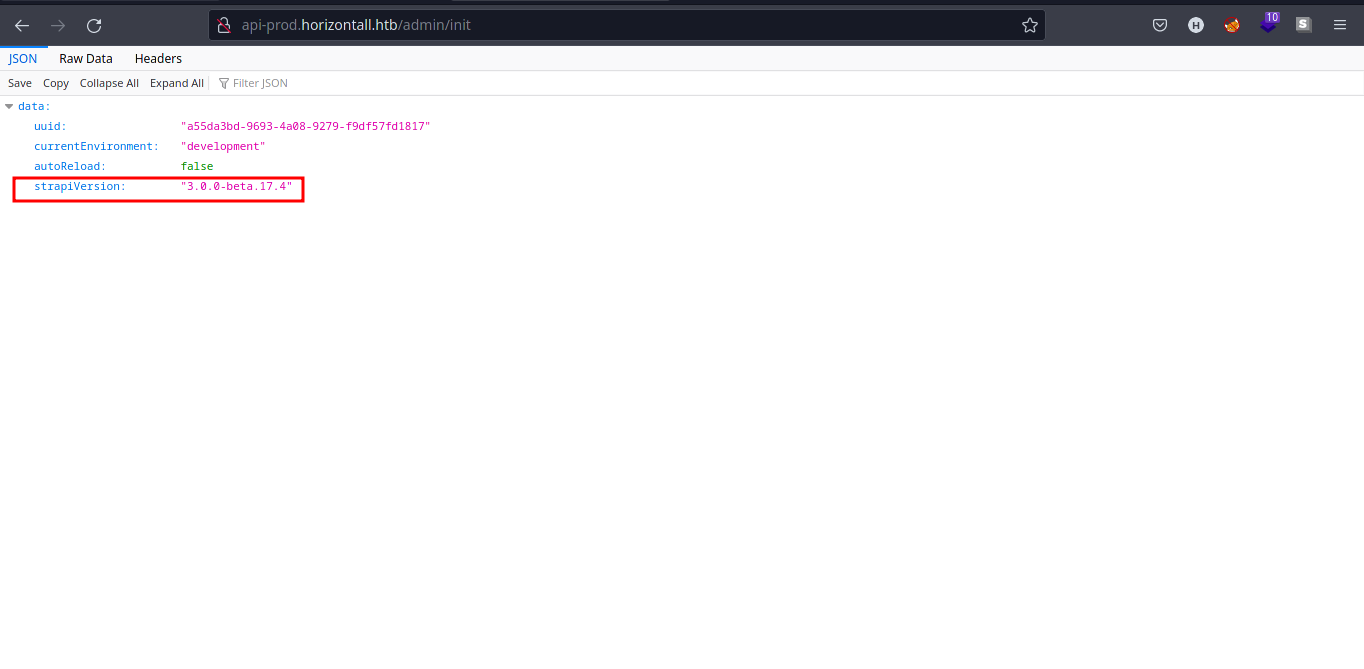 api-prod.horizontall.htb/admin/init
10
H
S
JSON Raw Data Headers
Save Copy Collapse All Expand All Filter JSON
data:
uuid: "a55da3bd-9693-4a08-9279-f9df57fd1817"
currentEnvironment: "development"
autoReload: false
strapiVersion: "3.0.0-beta.17.4"